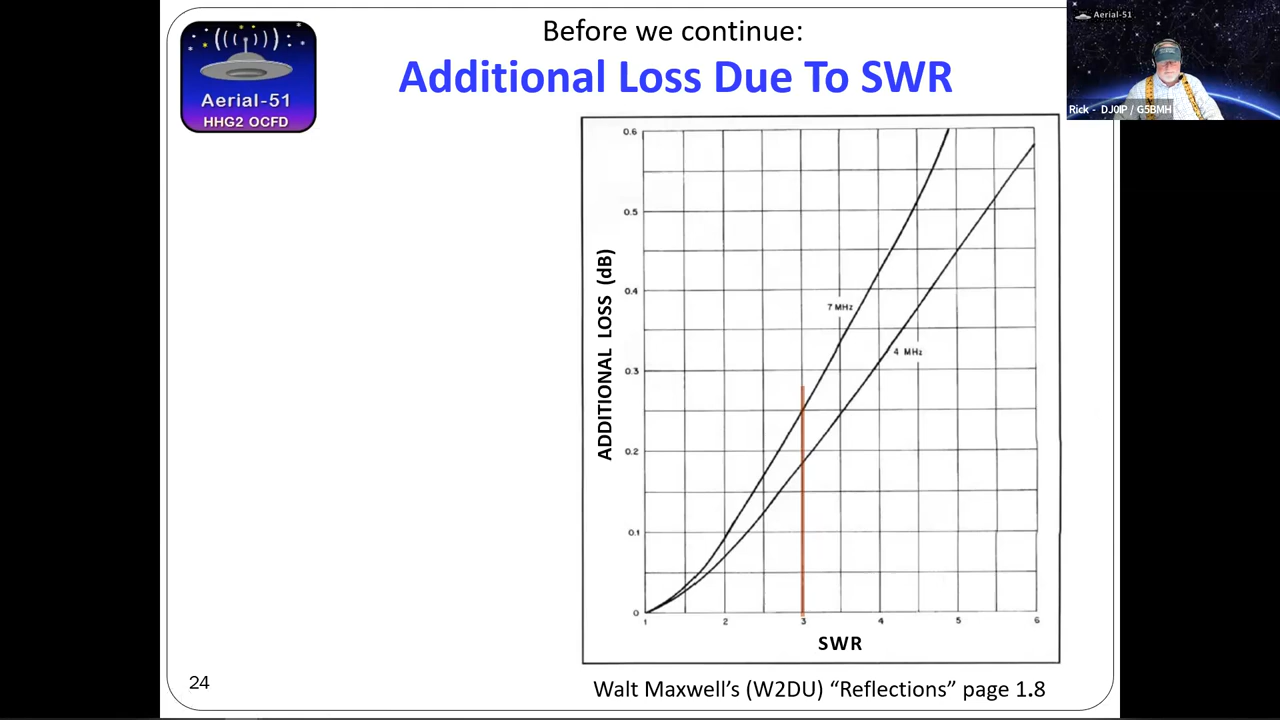 Before we continue:
Additional Loss Due To SWR
Aerial-51
HHG2 OCFD
Aerial-51
Rick - DJ0IP / G5BMH
0.6
0.5
0.4
0.3
0.2
0.1
0
ADDITIONAL LOSS (dB)
7 MHz
4 MHz
1 2 3 4 5 6
SWR
24
Walt Maxwell's (W2DU) “Reflections” page 1.8